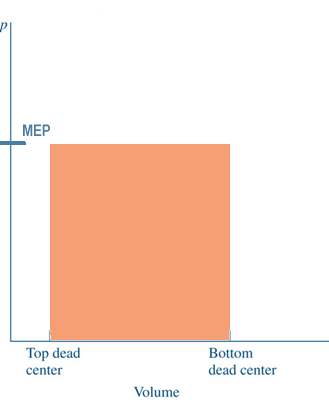 p
MEP
Top dead
center
Bottom
dead center
Volume